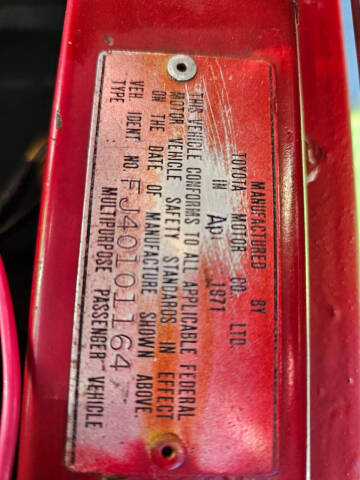 MANUFACTURED BY
TOYOTA MOTOR CO., LTD.
IN Apr 1971
THIS VEHICLE CONFORMS TO ALL APPLICABLE FEDERAL
MOTOR VEHICLE SAFETY STANDARDS IN EFFECT
ON THE DATE OF MANUFACTURE SHOWN ABOVE.
VEH. IDENT NO. FJ40101164
TYPE MULTIPURPOSE PASSENGER VEHICLE